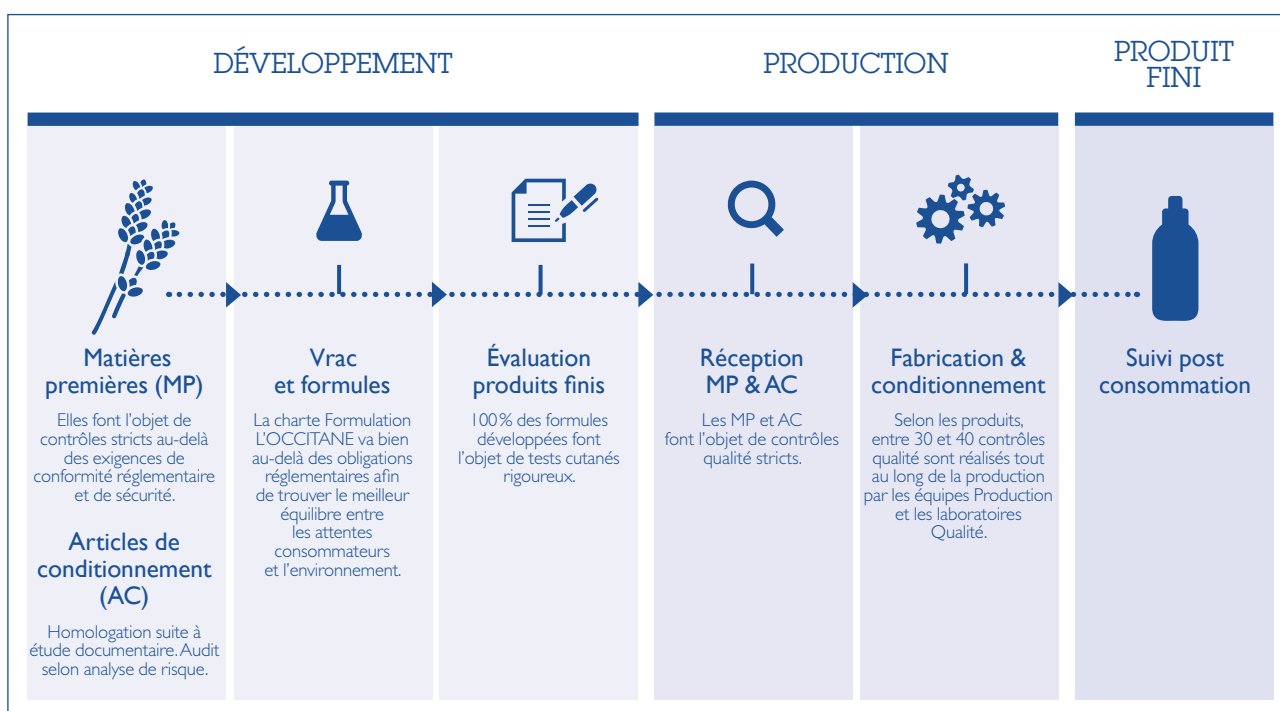 DÉVELOPPEMENT
PRODUCTION
PRODUIT
FINI
Matières
premières (MP)
Elles font l'objet de
contrôles stricts au-delà
des exigences de
conformité réglementaire
et de sécurité.
Articles de
conditionnement
(AC)
Homologation suite à
étude documentaire. Audit
selon analyse de risque.
Vrac
et formules
La charte Formulation
L'OCCITANE va bien
au-delà des obligations
réglementaires afin
de trouver le meilleur
équilibre entre
les attentes
consommateurs
et l'environnement.
Évaluation
produits finis
100 % des formules
développées font
l'objet de tests cutanés
rigoureux.
Réception
MP & AC
Les MP et AC
font l'objet de contrôles
qualité stricts.
Fabrication &
conditionnement
Selon les produits,
entre 30 et 40 contrôles
qualité sont réalisés tout
au long de la production
par les équipes Production
et les laboratoires
Qualité.
Suivi post
consommation